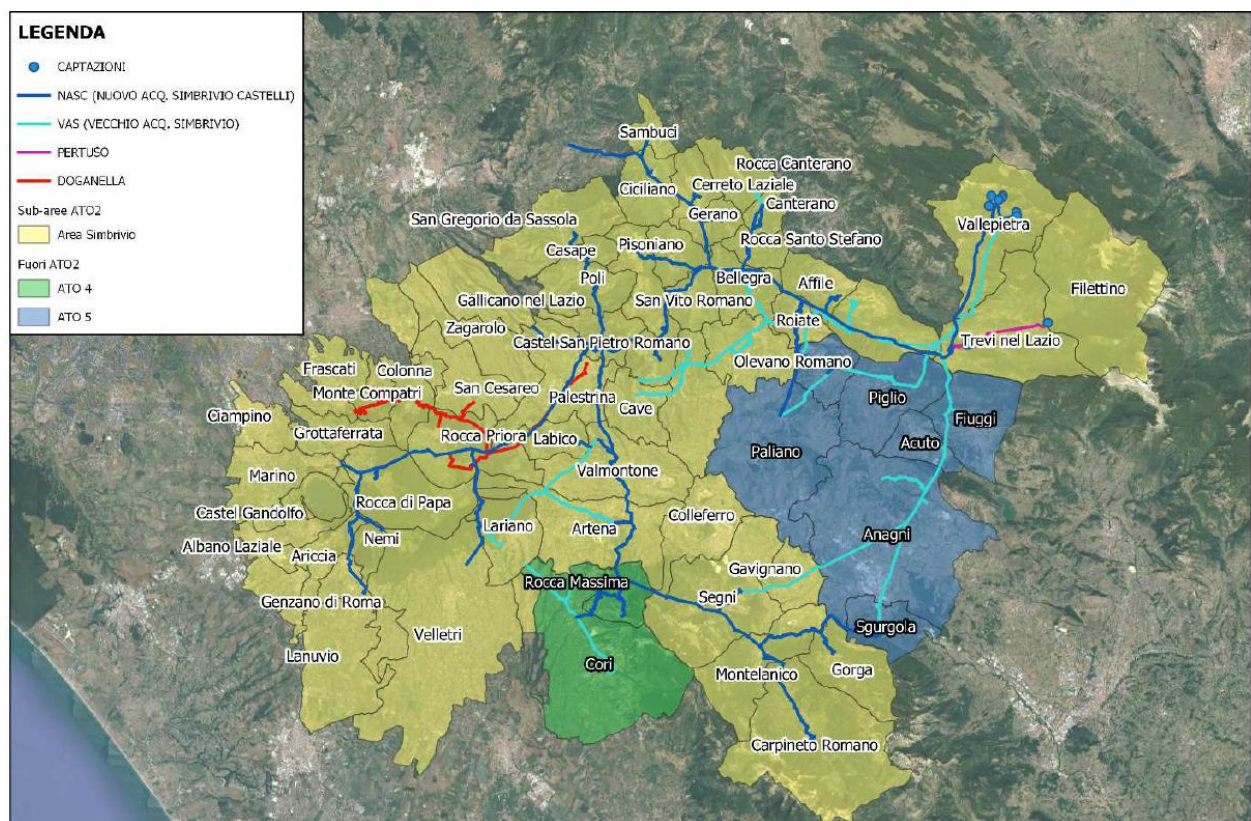 LEGENDA
CAPTAZIONI
NASC (NUOVO ACQ. SIMBRIVIO CASTELLI)
VAS (VECCHIO ACQ. SIMBRIVIO)
PERTUSO
DOGANELLA
Sub-aree ATO2
Area Simbrivio
Fuori ATO2
ATO 4
ATO 5
Sambuci
Rocca Canterano
Ciciliano
Cerreto Laziale
Canterano
Gerano
San Gregorio da Sassola
Vallepietra
Pisoniano
Rocca Santo Stefano
Casape
Poli
Bellegra
Affile
Filettino
Gallicano nel Lazio
San Vito Romano
Zagarolo
Roiate
Castel San Pietro Romano
Trevi nel Lazio
Olevano Romano
Frascati
Colonna
Monte Compatri
San Cesareo
Palestrina
Piglio
Fiuggi
Cave
Ciampino
Grottaferrata
Rocca Priora
Labico
Acuto
Paliano
Marino
Valmontone
Rocca di Papa
Castel Gandolfo
Colleferro
Lariano
Artena
Anagni
Nemi
Albano Laziale
Ariccia
Gavignano
Rocca Massima
Segni
Genzano di Roma
Sgurgola
Velletri
Lanuvio
Cori
Gorga
Montelanico
Carpineto Romano